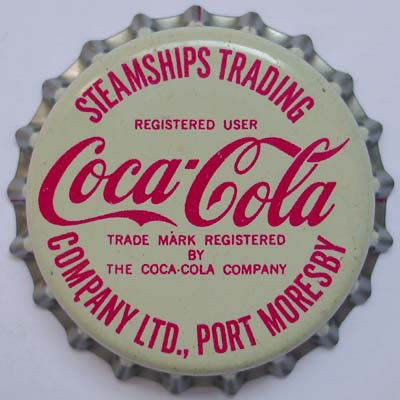 STEAMSHIPS TRADING
REGISTERED USER
Coca-Cola
TRADE MARK REGISTERED
BY
THE COCA-COLA COMPANY
COMPANY LTD., PORT MORESBY